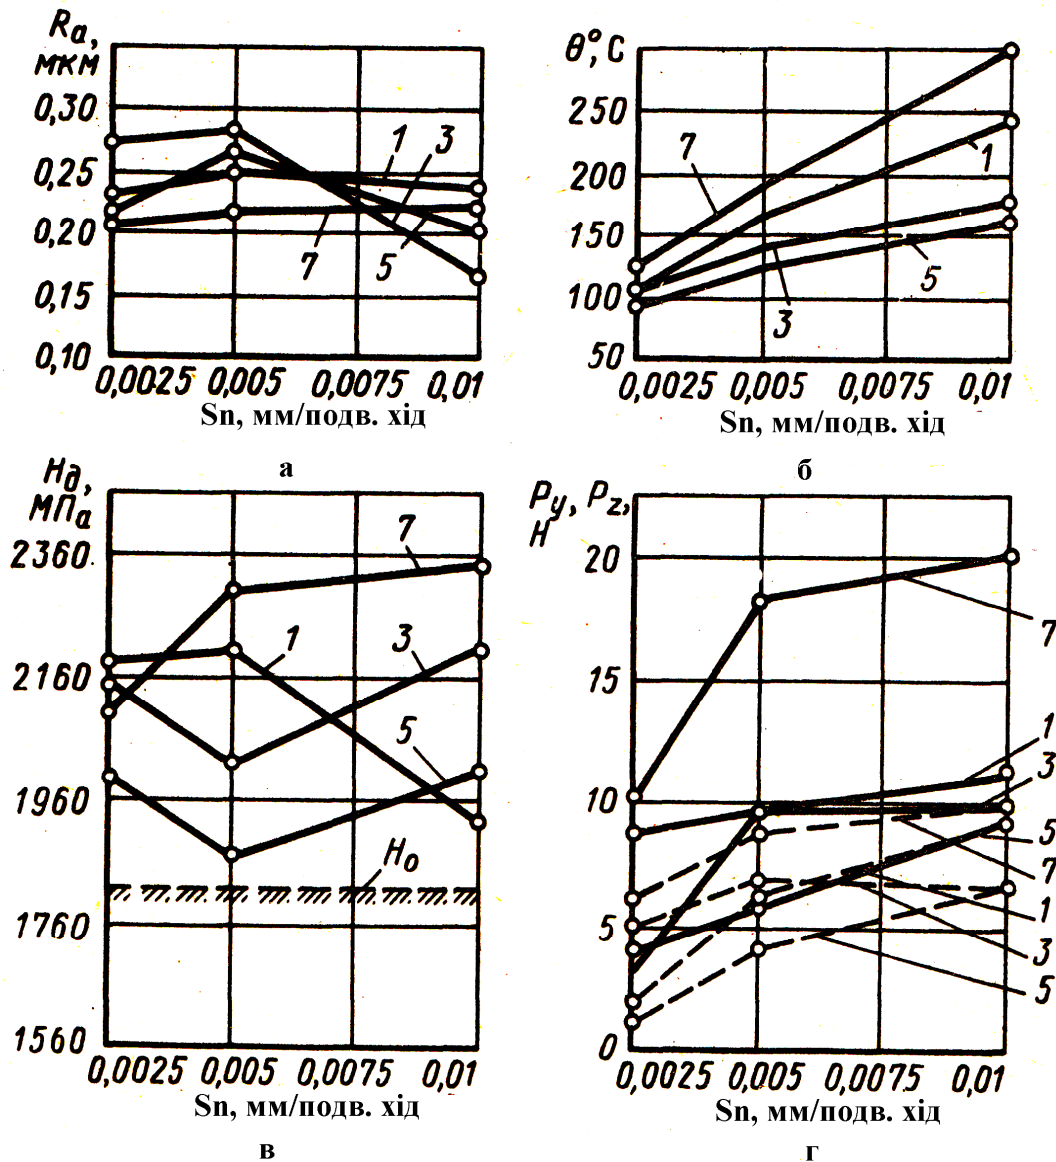 Ra,
мкм
0,30
0,25
0,20
0,15
0,10
1
3
7
5
0,0025 0,005 0,0075 0,01
Sn, мм/подв. хід
а
θ°, C
250
200
150
100
50
7
1
3
5
0,0025 0,005 0,0075 0,01
Sn, мм/подв. хід
б
Hд,
МПа
2360
2160
1960
1760
1560
7
1
3
5
H0
0,0025 0,005 0,0075 0,01
Sn, мм/подв. хід
в
Py, Pz,
H
20
15
10
5
0
7
1
3
5
7
1
3
5
0,0025 0,005 0,0075 0,01
Sn, мм/подв. хід
г